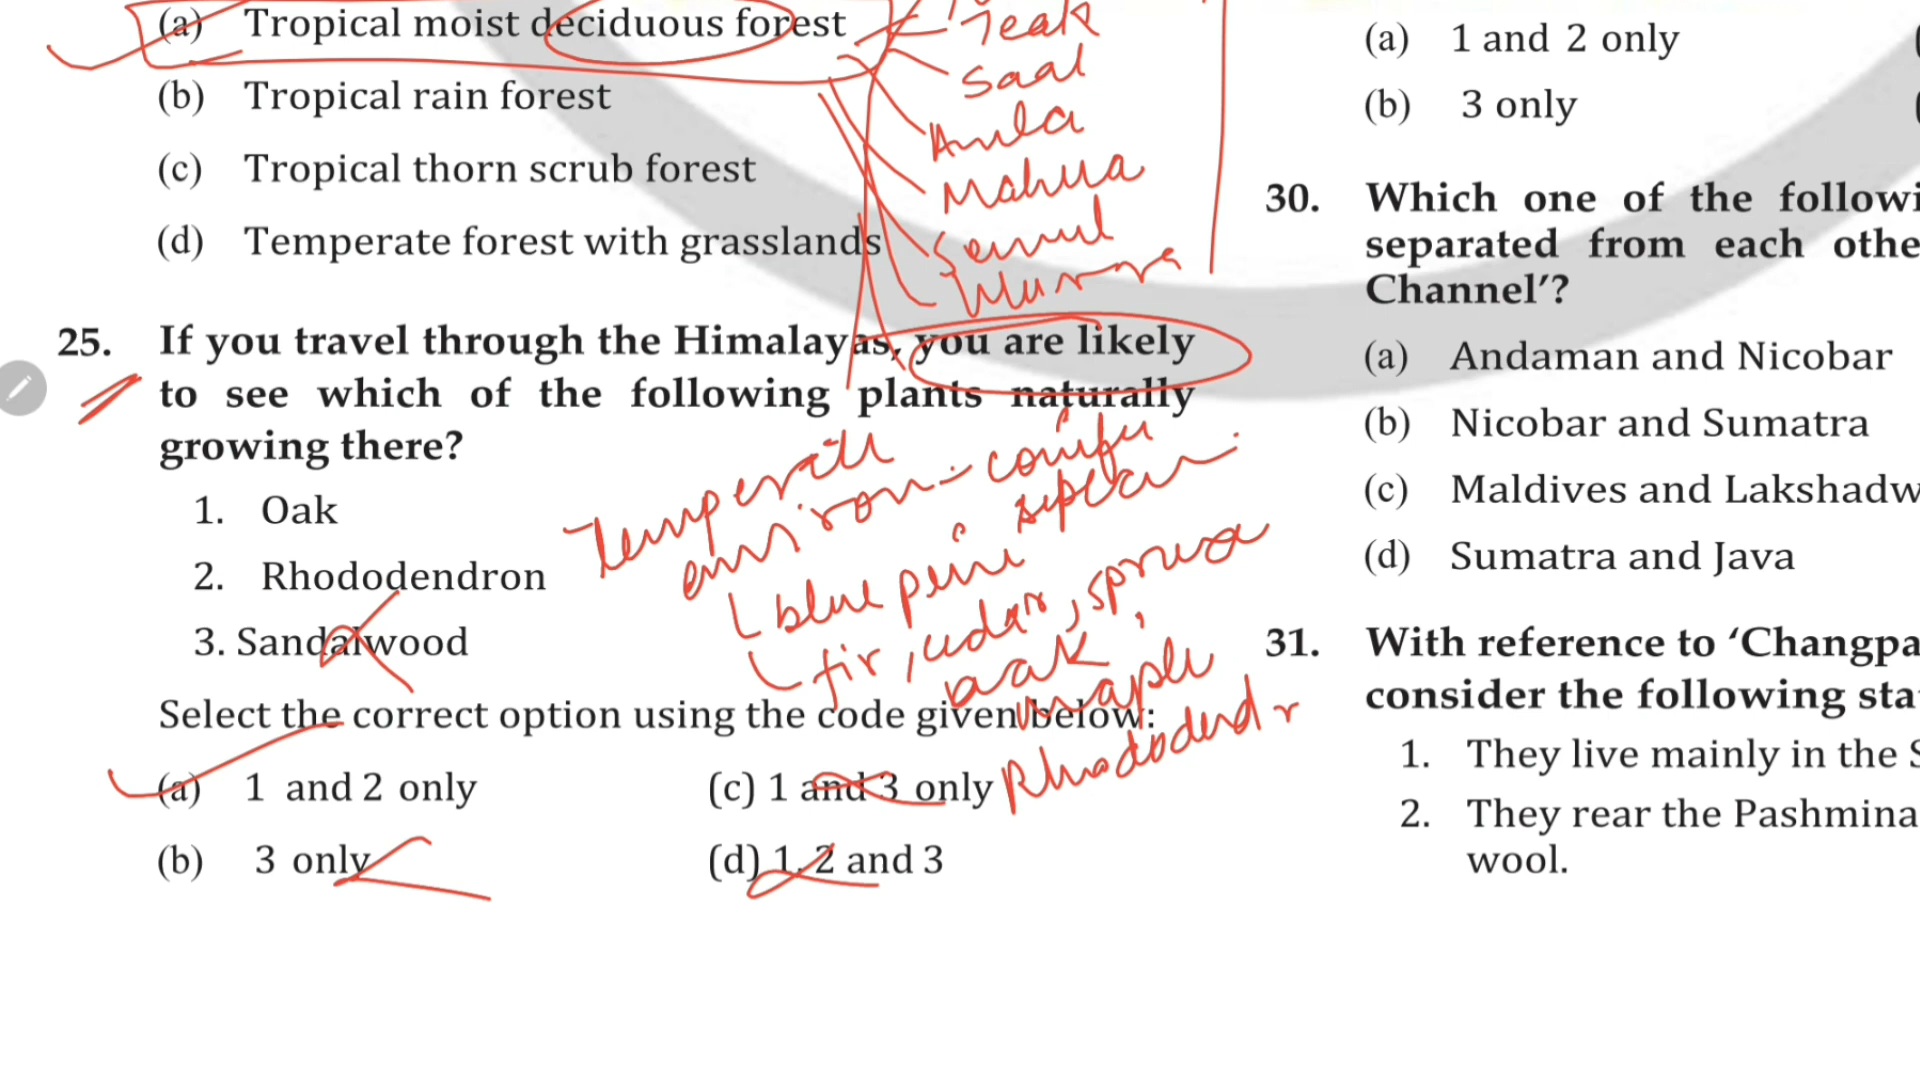 (a) Tropical moist deciduous forest
(b) Tropical rain forest
(c) Tropical thorn scrub forest
(d) Temperate forest with grasslands
Teak
Saal
Amla
Mahua
Semul
25. If you travel through the Himalayas, you are likely
to see which of the following plants naturally
growing there?
1. Oak
2. Rhododendron
3. Sandalwood
Select the correct option using the code given below:
(a) 1 and 2 only
(c) 1 and 3 only
(b) 3 only
(d) 1, 2 and 3
Temperate
environ - conifer
blue pine
fir, cedar, spruce
oak,
maple
Rhododendr
(a) 1 and 2 only
(b) 3 only
30. Which one of the followi
separated from each othe
Channel’?
(a) Andaman and Nicobar
(b) Nicobar and Sumatra
(c) Maldives and Lakshadw
(d) Sumatra and Java
31. With reference to ‘Changpa
consider the following sta
1. They live mainly in the
2. They rear the Pashmina
wool.